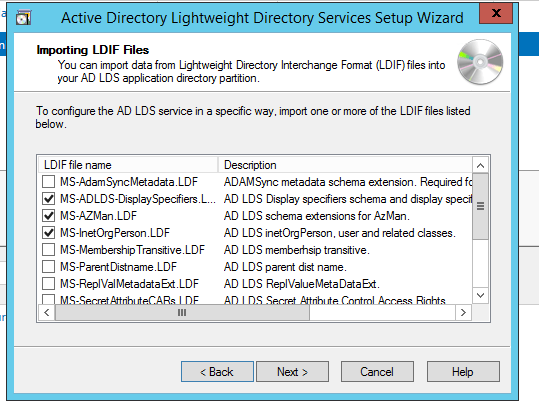 Active Directory Lightweight Directory Services Setup Wizard
x
Importing LDIF Files
You can import data from Lightweight Directory Interchange Format (LDIF) files into
your AD LDS application directory partition.
To configure the AD LDS service in a specific way, import one or more of the LDIF files listed
below.
LDIF file name Description
MS-AdamSyncMetadata.LDF ADAMSync metadata schema extension. Required fo
MS-ADLDS-DisplaySpecifiers.L... AD LDS Display specifiers schema and display specif
MS-AZMan.LDF AD LDS schema extensions for AzMan.
MS-InetOrgPerson.LDF AD LDS inetOrgPerson, user and related classes.
MS-MembershipTransitive.LDF AD LDS memberhsip transitive.
MS-ParentDistname.LDF AD LDS parent dist name.
MS-ReplValMetadataExt.LDF AD LDS ReplValueMetaDataExt.
MS-SecretAttributeCARs.LDF AD LDS Secret Attribute Control Access Rights
< Back Next > Cancel Help